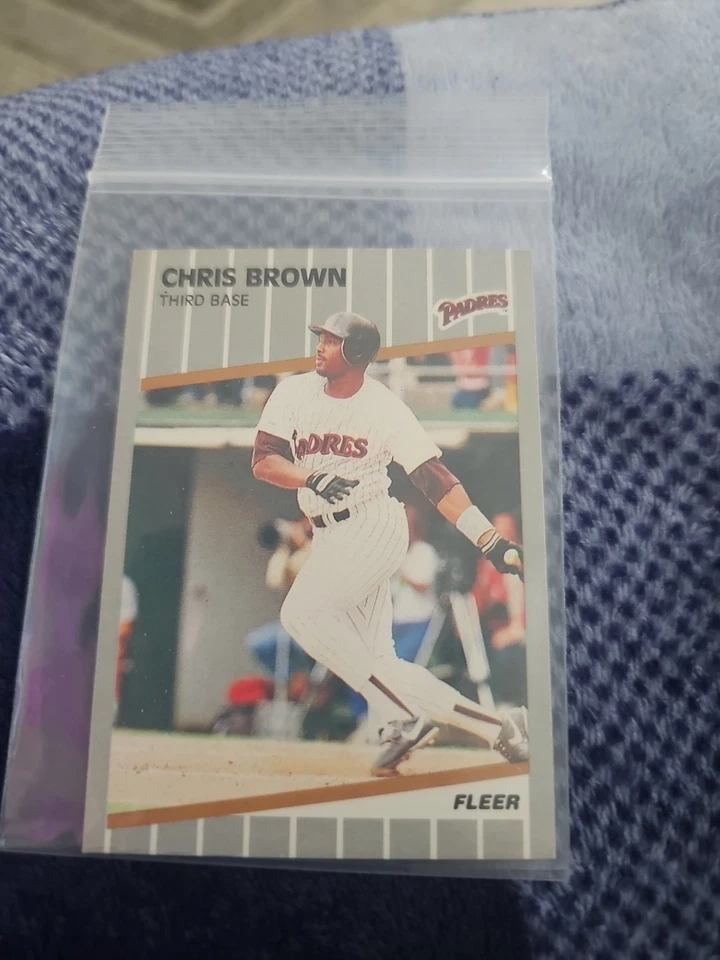 CHRIS BROWN
THIRD BASE
PADRES
PADRES
FLEER